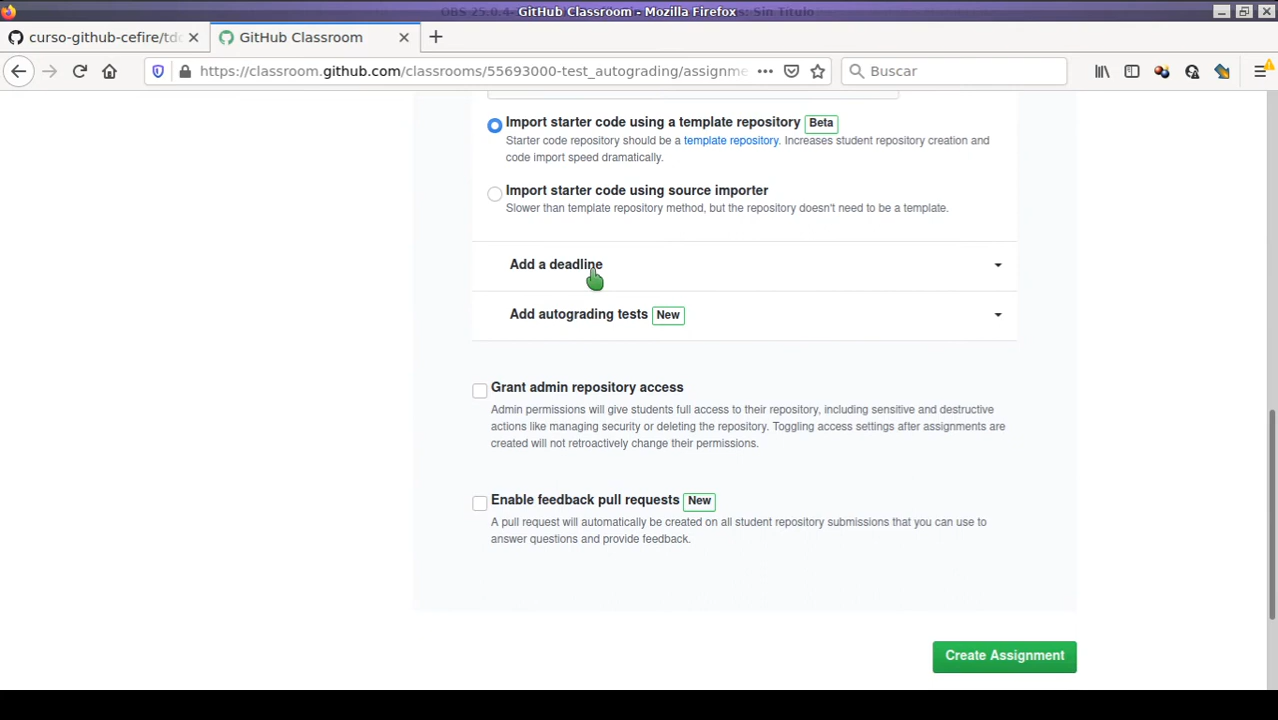 GitHub Classroom - Mozilla Firefox
curso-github-cefire/tdd
GitHub Classroom
https://classroom.github.com/classrooms/55693000-test_autograding/assignme
Buscar
Import starter code using a template repository Beta
Starter code repository should be a template repository. Increases student repository creation and
code import speed dramatically.
Import starter code using source importer
Slower than template repository method, but the repository doesn't need to be a template.
Add a deadline
Add autograding tests New
Grant admin repository access
Admin permissions will give students full access to their repository, including sensitive and destructive
actions like managing security or deleting the repository. Toggling access settings after assignments are
created will not retroactively change their permissions.
Enable feedback pull requests New
A pull request will automatically be created on all student repository submissions that you can use to
answer questions and provide feedback.
Create Assignment